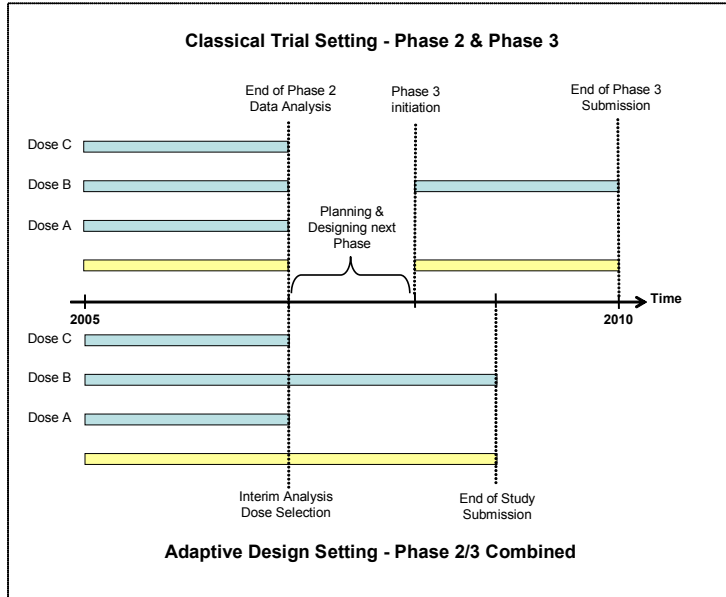 Classical Trial Setting - Phase 2 & Phase 3
End of Phase 2
Data Analysis
Phase 3
initiation
End of Phase 3
Submission
Dose C
Dose B
Dose A
Planning &
Designing next
Phase
Time
2005
2010
Dose C
Dose B
Dose A
Interim Analysis
Dose Selection
End of Study
Submission
Adaptive Design Setting - Phase 2/3 Combined